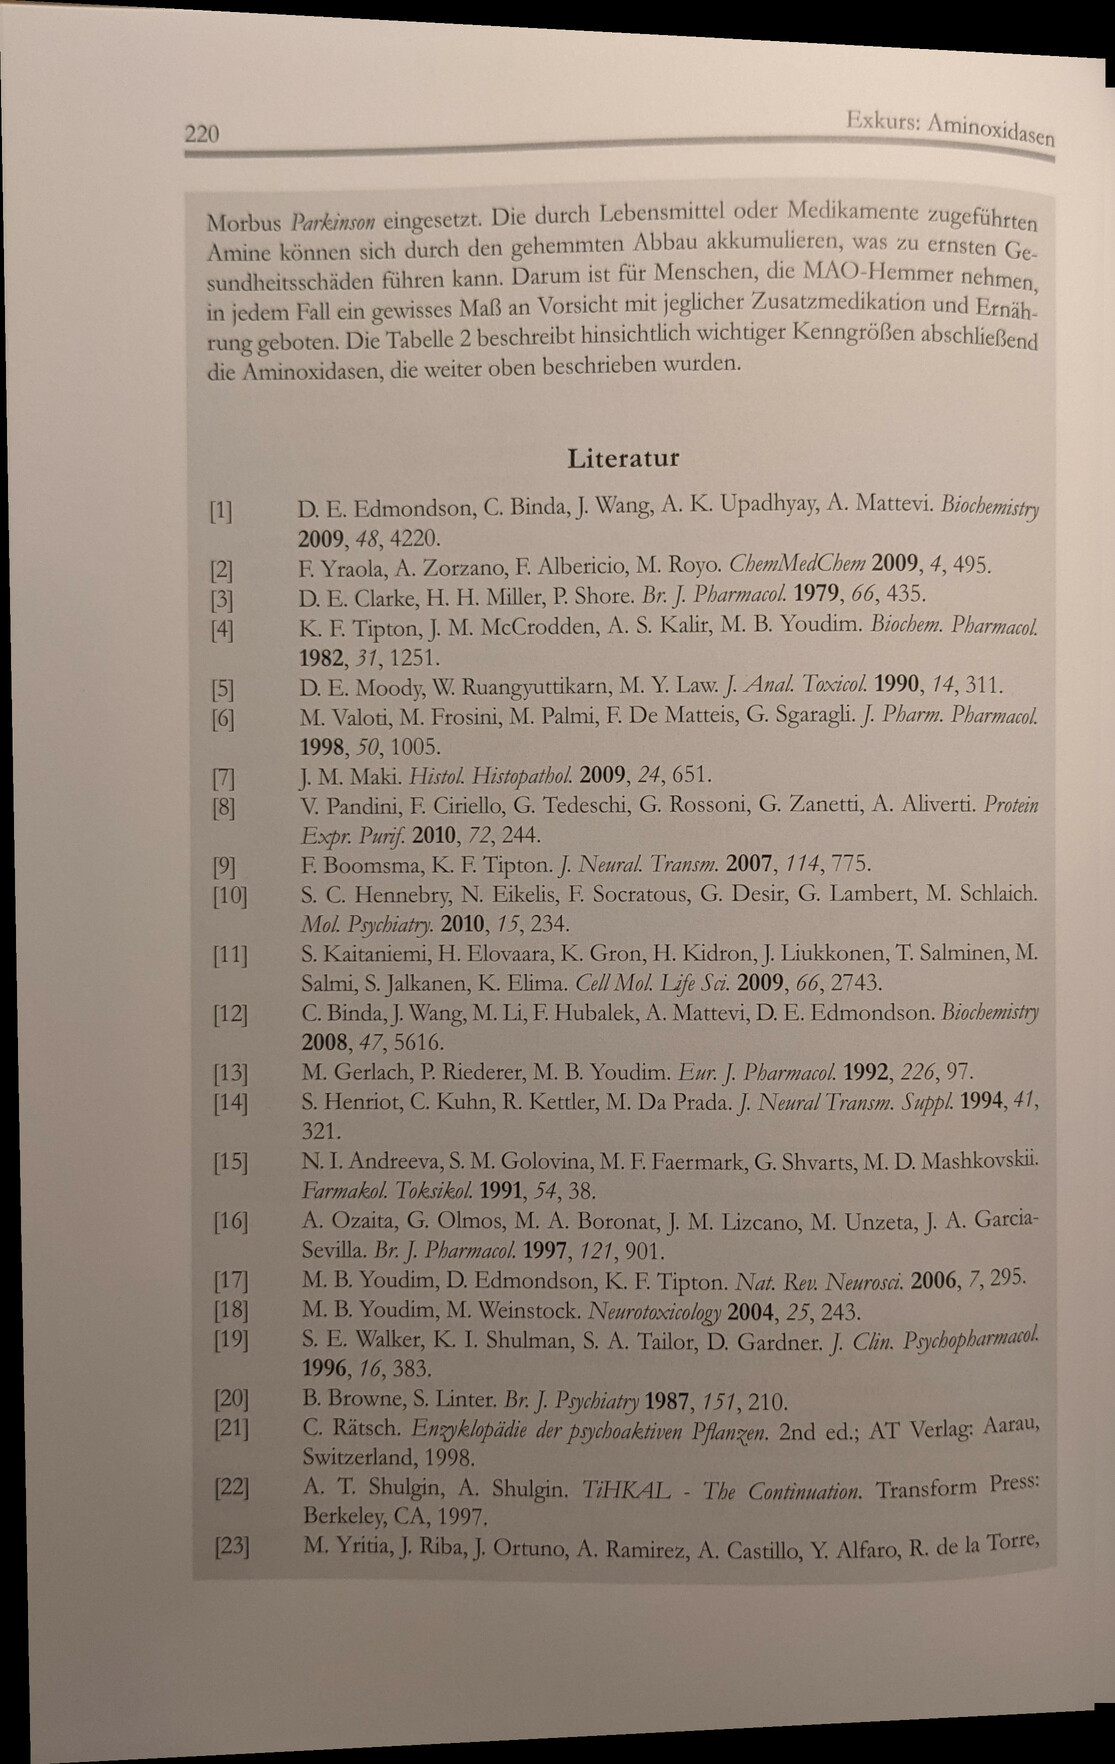 220
Exkurs: Aminoxidasen
Morbus Parkinson eingesetzt. Die durch Lebensmittel oder Medikamente zugeführten
Amine können sich durch den gehemmten Abbau akkumulieren, was zu ernsten Ge-
sundheitsschäden führen kann. Darum ist für Menschen, die MAO-Hemmer nehmen,
in jedem Fall ein gewisses Maß an Vorsicht mit jeglicher Zusatzmedikation und Ernäh-
rung geboten. Die Tabelle 2 beschreibt hinsichtlich wichtiger Kenngrößen abschließend
die Aminoxidasen, die weiter oben beschrieben wurden.
Literatur
[1] D. E. Edmondson, C. Binda, J. Wang, A. K. Upadhyay, A. Mattevi. Biochemistry
2009, 48, 4220.
[2] F. Yraola, A. Zorzano, F. Albericio, M. Royo. ChemMedChem 2009, 4, 495.
[3] D. E. Clarke, H. H. Miller, P. Shore. Br. J. Pharmacol. 1979, 66, 435.
[4] K. F. Tipton, J. M. McCrodden, A. S. Kalir, M. B. Youdim. Biochem. Pharmacol.
1982, 31, 1251.
[5] D. E. Moody, W. Ruangyuttikarn, M. Y. Law. J. Anal. Toxicol. 1990, 14, 311.
[6] M. Valoti, M. Frosini, M. Palmi, F. De Matteis, G. Sgaragli. J. Pharm. Pharmacol.
1998, 50, 1005.
[7] J. M. Maki. Histol. Histopathol. 2009, 24, 651.
[8] V. Pandini, F. Ciriello, G. Tedeschi, G. Rossoni, G. Zanetti, A. Aliverti. Protein
Expr. Purif. 2010, 72, 244.
[9] F. Boomsma, K. F. Tipton. J. Neural. Transm. 2007, 114, 775.
[10] S. C. Hennebry, N. Eikelis, F. Socratous, G. Desir, G. Lambert, M. Schlaich.
Mol. Psychiatry. 2010, 15, 234.
[11] S. Kaitaniemi, H. Elovaara, K. Gron, H. Kidron, J. Liukkonen, T. Salminen, M.
Salmi, S. Jalkanen, K. Elima. Cell Mol. Life Sci. 2009, 66, 2743.
[12] C. Binda, J. Wang, M. Li, F. Hubalek, A. Mattevi, D. E. Edmondson. Biochemistry
2008, 47, 5616.
[13] M. Gerlach, P. Riederer, M. B. Youdim. Eur. J. Pharmacol. 1992, 226, 97.
[14] S. Henriot, C. Kuhn, R. Kettler, M. Da Prada. J. Neural Transm. Suppl. 1994, 41,
321.
[15] N. I. Andreeva, S. M. Golovina, M. F. Faermark, G. Shvarts, M. D. Mashkovskii.
Farmakol. Toksikol. 1991, 54, 38.
[16] A. Ozaita, G. Olmos, M. A. Boronat, J. M. Lizcano, M. Unzeta, J. A. Garcia-
Sevilla. Br. J. Pharmacol. 1997, 121, 901.
[17] M. B. Youdim, D. Edmondson, K. F. Tipton. Nat. Rev. Neurosci. 2006, 7, 295.
[18] M. B. Youdim, M. Weinstock. Neurotoxicology 2004, 25, 243.
[19] S. E. Walker, K. I. Shulman, S. A. Tailor, D. Gardner. J. Clin. Psychopharmacol.
1996, 16, 383.
[20] B. Browne, S. Linter. Br. J. Psychiatry 1987, 151, 210.
[21] C. Rätsch. Enzyklopädie der psychoaktiven Pflanzen. 2nd ed.; AT Verlag: Aarau,
Switzerland, 1998.
[22] A. T. Shulgin, A. Shulgin. TiHKAL - The Continuation. Transform Press:
Berkeley, CA, 1997.
[23] M. Yritia, J. Riba, J. Ortuno, A. Ramirez, A. Castillo, Y. Alfaro, R. de la Torre,